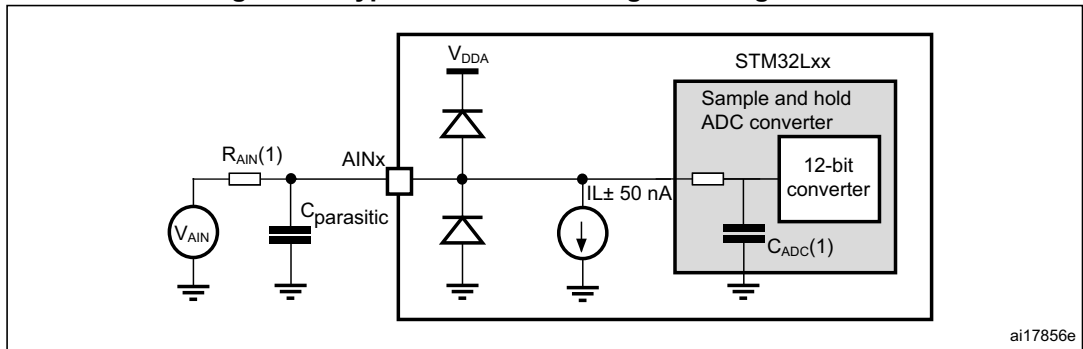 V_DDA
STM32Lxx
Sample and hold
ADC converter
12-bit
converter
R_AIN(1)
AINx
IL± 50 nA
C_parasitic
V_AIN
C_ADC(1)
ai17856e